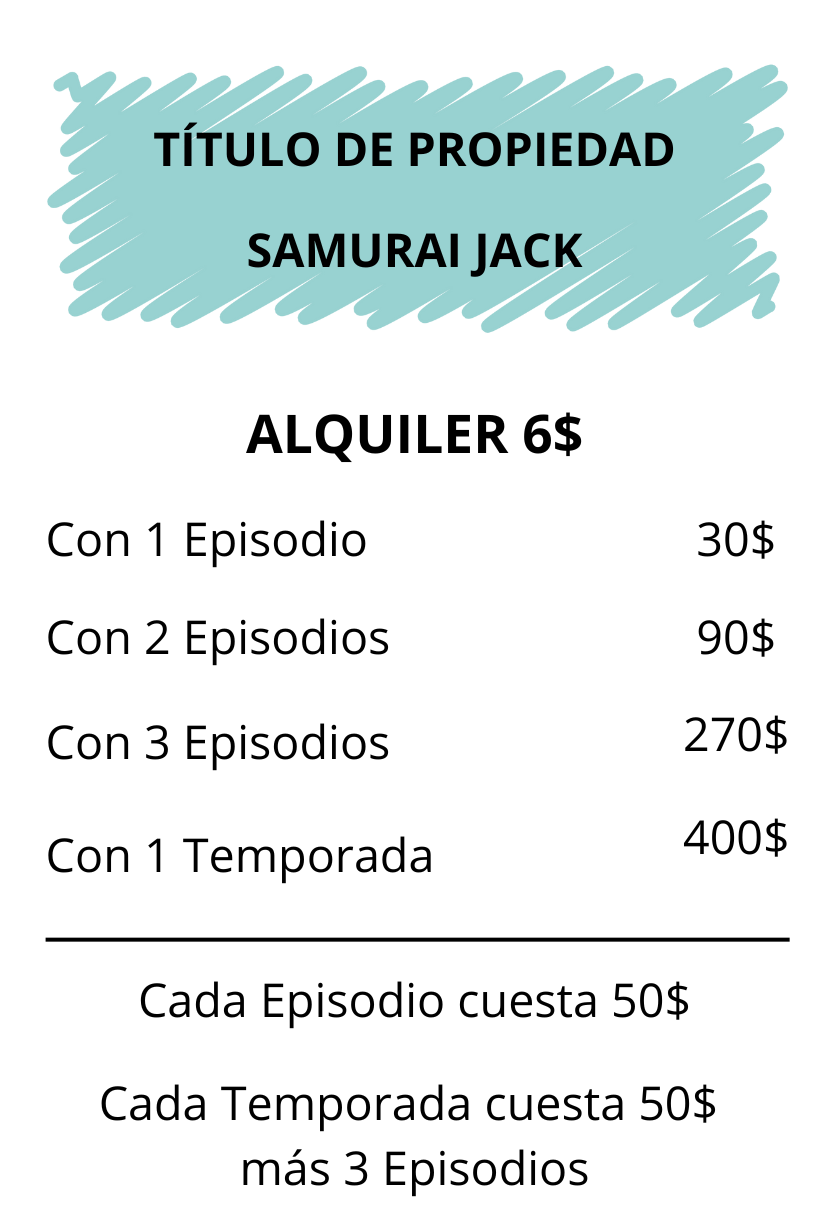 TÍTULO DE PROPIEDAD
SAMURAI JACK
ALQUILER 6$
Con 1 Episodio 30$
Con 2 Episodios 90$
Con 3 Episodios 270$
Con 1 Temporada 400$
Cada Episodio cuesta 50$
Cada Temporada cuesta 50$
más 3 Episodios